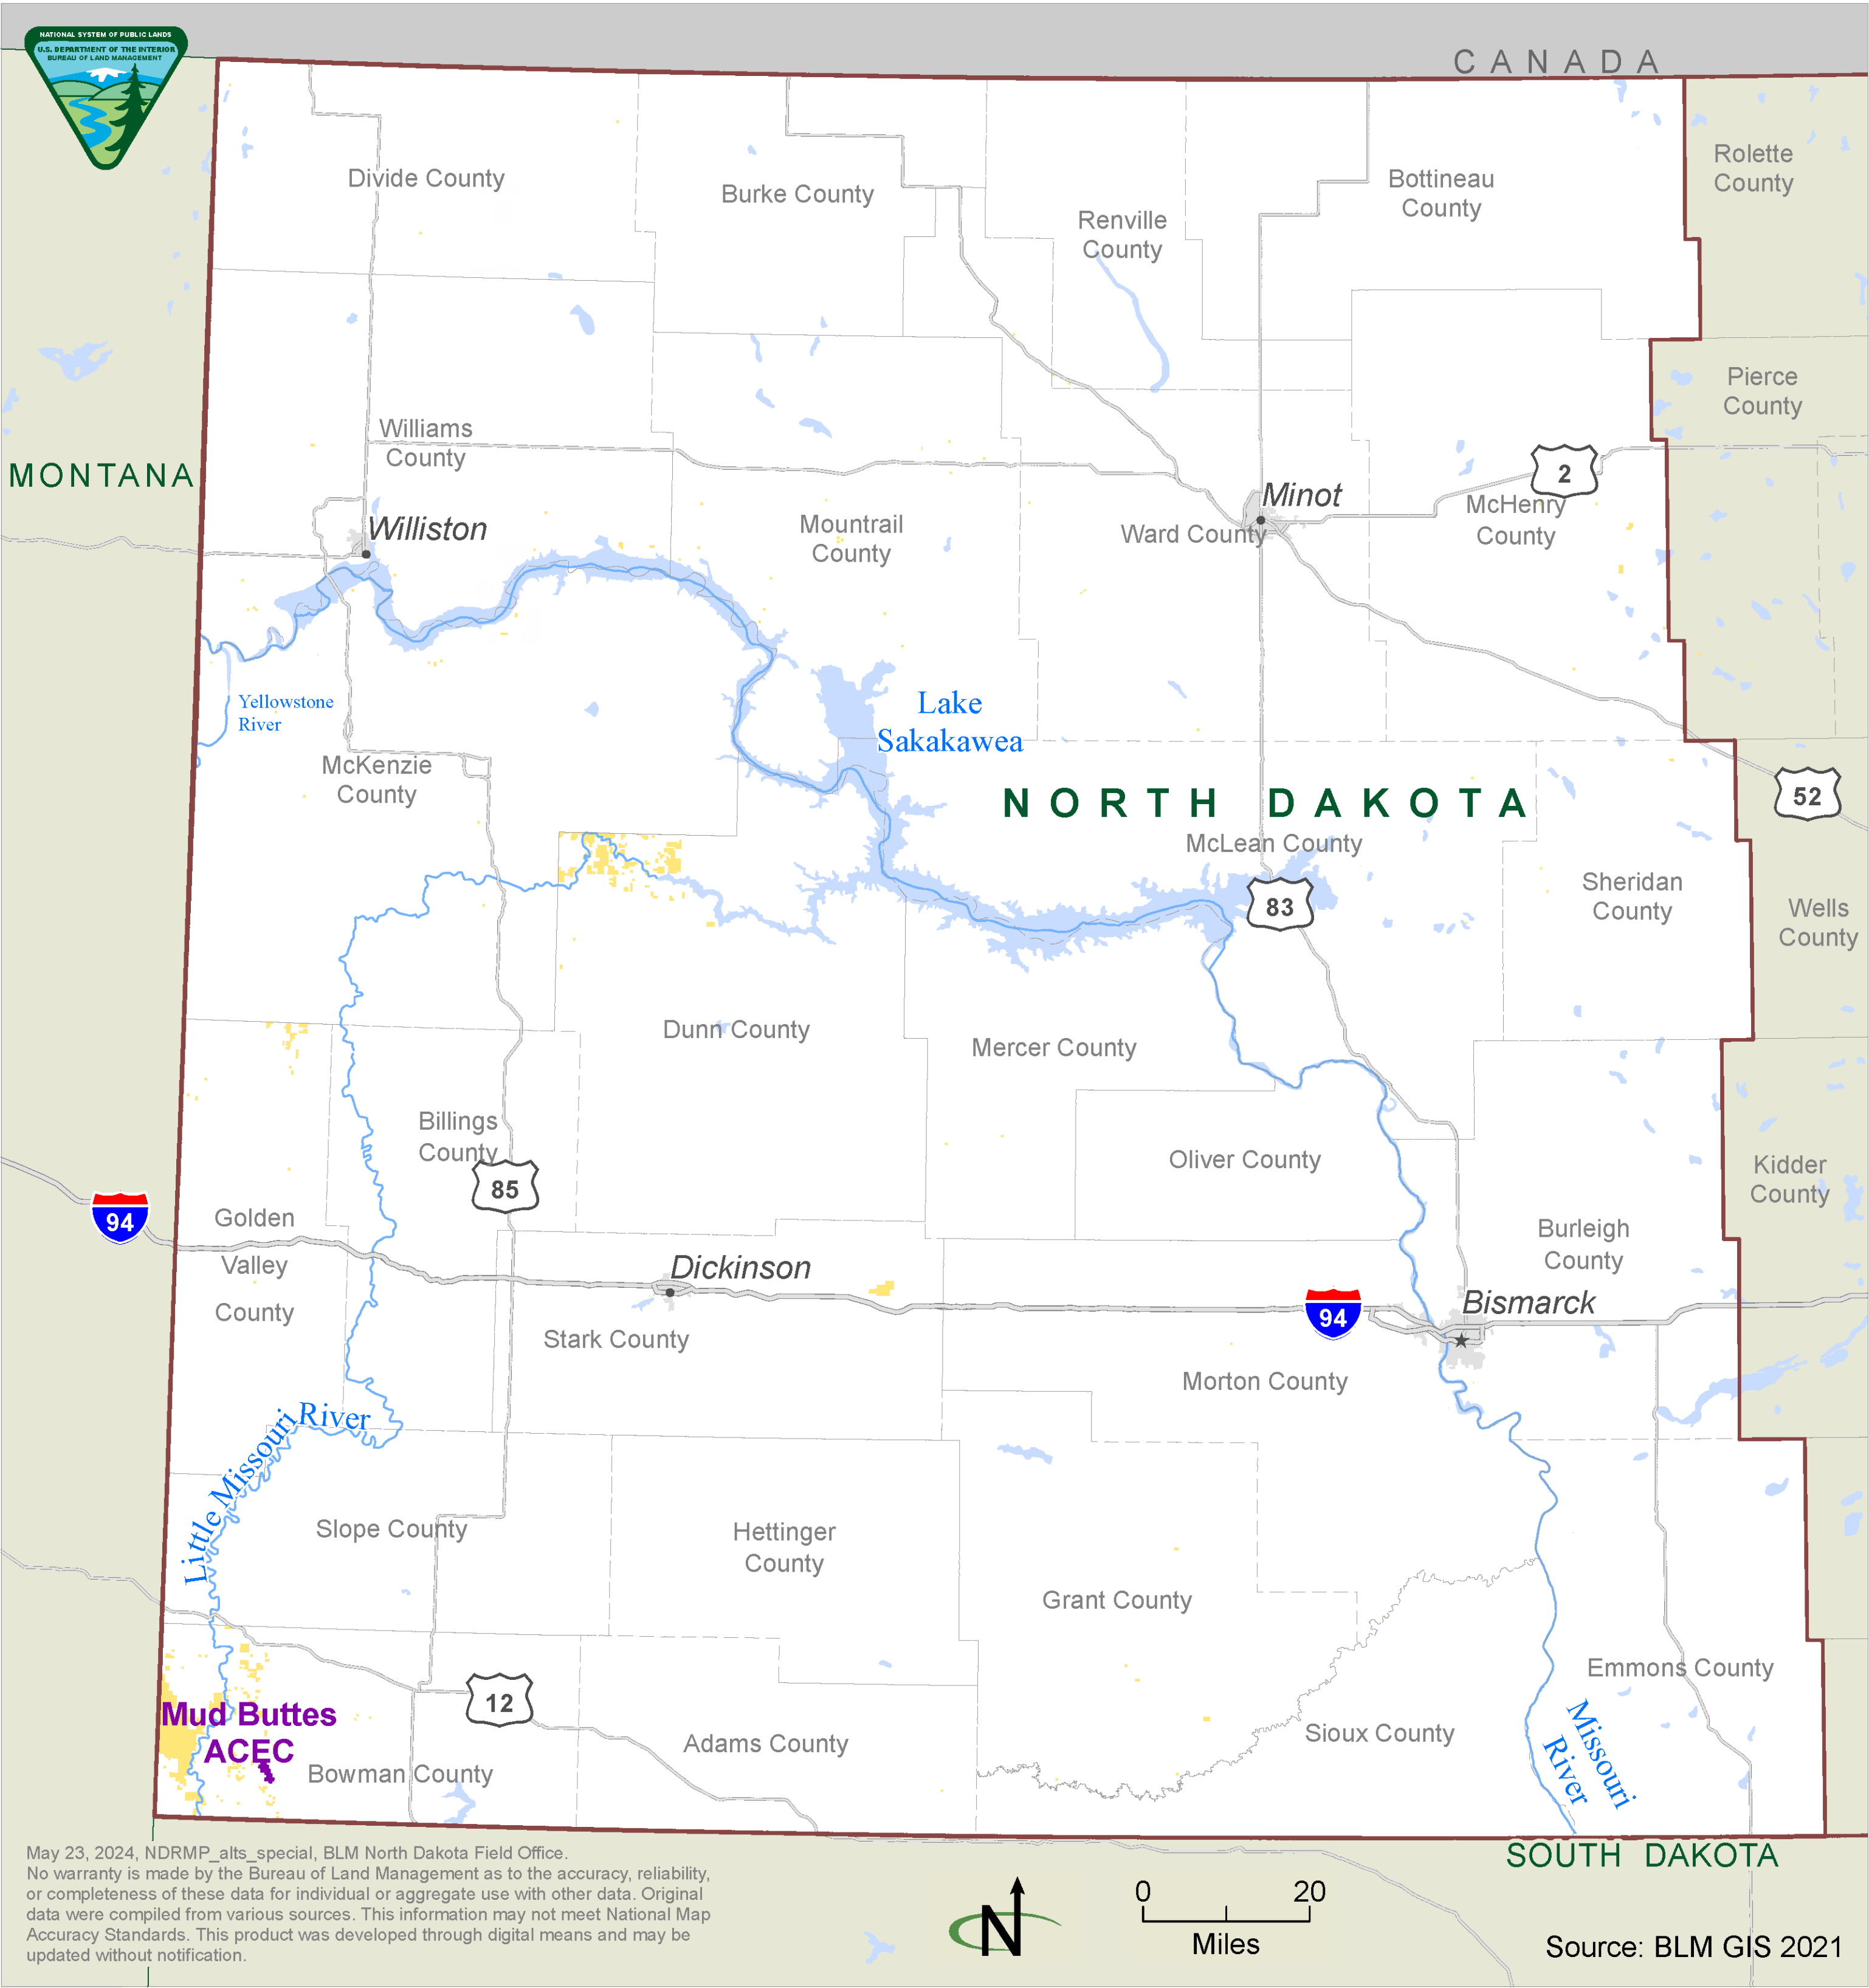 NATIONAL SYSTEM OF PUBLIC LANDS
U.S. DEPARTMENT OF THE INTERIOR
BUREAU OF LAND MANAGEMENT
CANADA
Divide County
Burke County
Renville
County
Bottineau
County
Rolette
County
Pierce
County
MONTANA
Williams
County
Williston
Mountrail
County
Minot
Ward County
2
McHenry
County
Yellowstone
River
Lake
Sakakawea
McKenzie
County
NORTH DAKOTA
52
McLean County
83
Sheridan
County
Wells
County
Dunn County
Mercer County
Billings
County
85
Oliver County
Kidder
County
94
Golden
Valley
County
Burleigh
County
Dickinson
Stark County
94
Bismarck
Morton County
Little Missouri River
Slope County
Hettinger
County
Grant County
Emmons County
Mud Buttes
ACEC
12
Bowman County
Adams County
Sioux County
Missouri
River
SOUTH DAKOTA
May 23, 2024, NDRMP_alts_special, BLM North Dakota Field Office.
No warranty is made by the Bureau of Land Management as to the accuracy, reliability,
or completeness of these data for individual or aggregate use with other data. Original
data were compiled from various sources. This information may not meet National Map
Accuracy Standards. This product was developed through digital means and may be
updated without notification.
N
0 20
Miles
Source: BLM GIS 2021